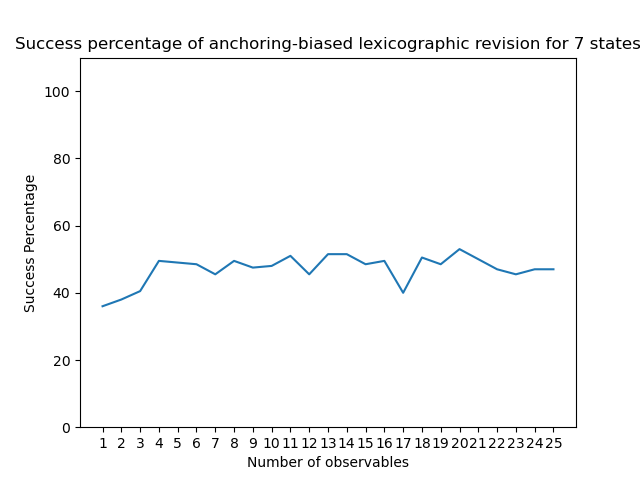 Success percentage of anchoring-biased lexicographic revision for 7 states
100
80
60
40
20
0
Success Percentage
1 2 3 4 5 6 7 8 9 10 11 12 13 14 15 16 17 18 19 20 21 22 23 24 25
Number of observables